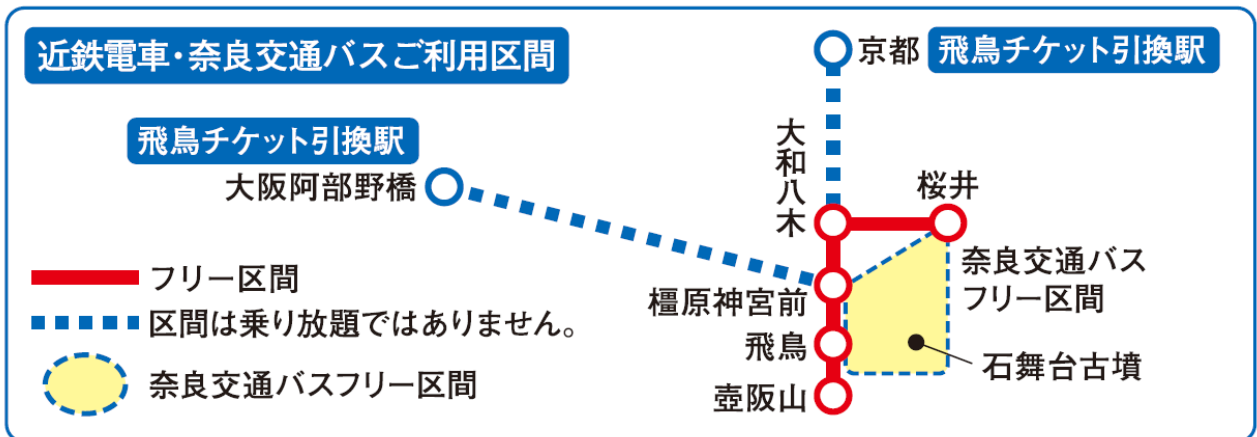 近鉄電車・奈良交通バスご利用区間
京都
飛鳥チケット引換駅
飛鳥チケット引換駅
大阪阿部野橋
大和八木
桜井
フリー区間
区間は乗り放題ではありません。
奈良交通バスフリー区間
橿原神宮前
飛鳥
壺阪山
奈良交通バス
フリー区間
石舞台古墳